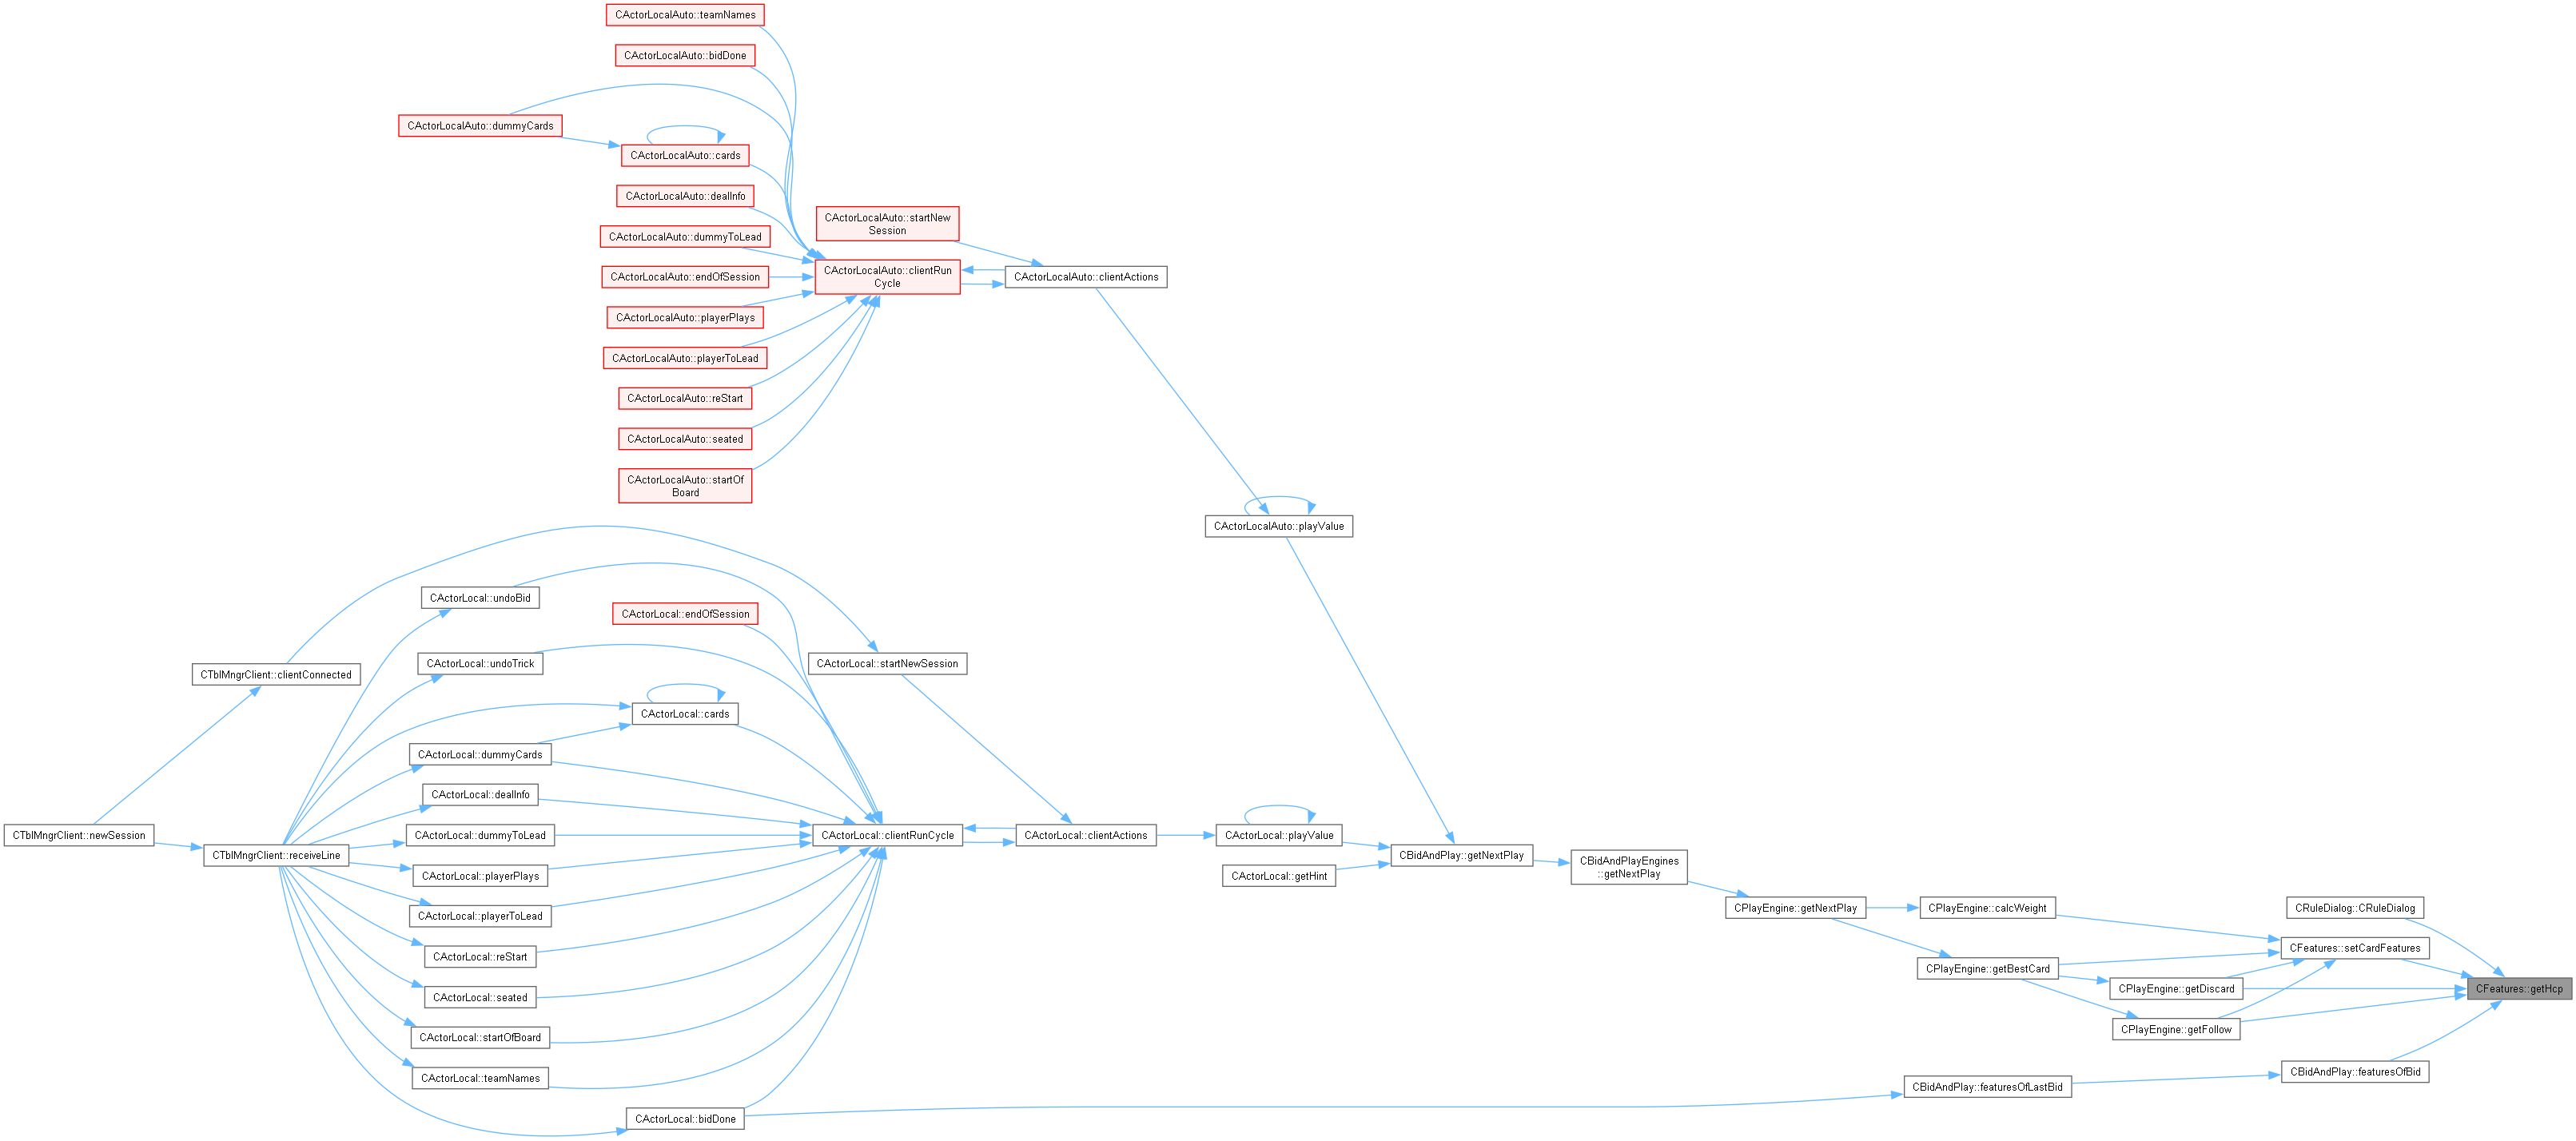 CActorLocalAuto::teamNames
CActorLocalAuto::bidDone
CActorLocalAuto::dummyCards
CActorLocalAuto::cards
CActorLocalAuto::dealInfo
CActorLocalAuto::startNew
Session
CActorLocalAuto::dummyToLead
CActorLocalAuto::clientRun
Cycle
CActorLocalAuto::endOfSession
CActorLocalAuto::clientActions
CActorLocalAuto::playerPlays
CActorLocalAuto::playerToLead
CActorLocalAuto::reStart
CActorLocalAuto::seated
CActorLocalAuto::startOf
Board
CActorLocalAuto::playValue
CActorLocal::undoBid
CActorLocal::endOfSession
CActorLocal::undoTrick
CActorLocal::startNewSession
CTblMngrClient::clientConnected
CActorLocal::cards
CActorLocal::dummyCards
CActorLocal::dealInfo
CTblMngrClient::newSession
CActorLocal::dummyToLead
CActorLocal::clientRunCycle
CActorLocal::clientActions
CActorLocal::playValue
CTblMngrClient::receiveLine
CBidAndPlay::getNextPlay
CBidAndPlayEngines
::getNextPlay
CActorLocal::playerPlays
CActorLocal::getHint
CActorLocal::playerToLead
CPlayEngine::getNextPlay
CPlayEngine::calcWeight
CRuleDialog::CRuleDialog
CActorLocal::reStart
CFeatures::setCardFeatures
CPlayEngine::getBestCard
CActorLocal::seated
CPlayEngine::getDiscard
CFeatures::getHcp
CActorLocal::startOfBoard
CPlayEngine::getFollow
CActorLocal::teamNames
CBidAndPlay::featuresOfBid
CBidAndPlay::featuresOfLastBid
CActorLocal::bidDone